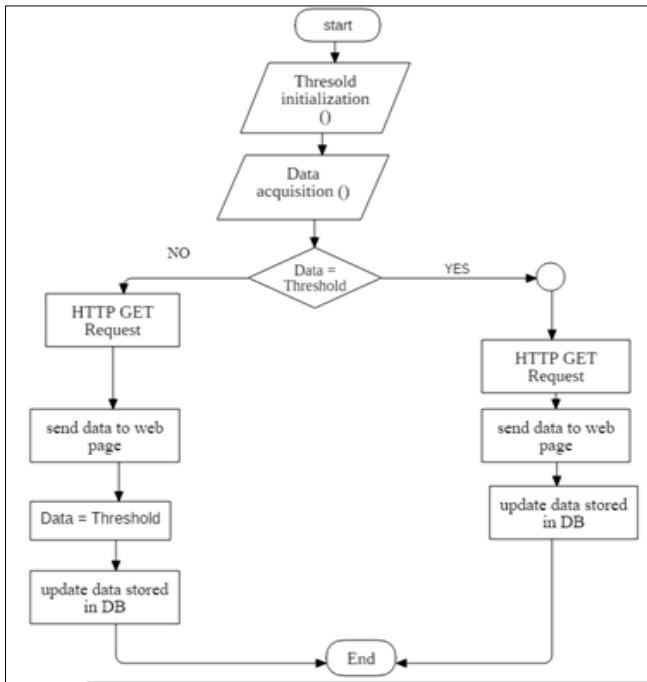 start
Thresold
initialization
()
Data
acquisition ()
NO
Data =
Threshold
YES
HTTP GET
Request
send data to web
page
Data = Threshold
update data stored
in DB
HTTP GET
Request
send data to web
page
update data stored
in DB
End